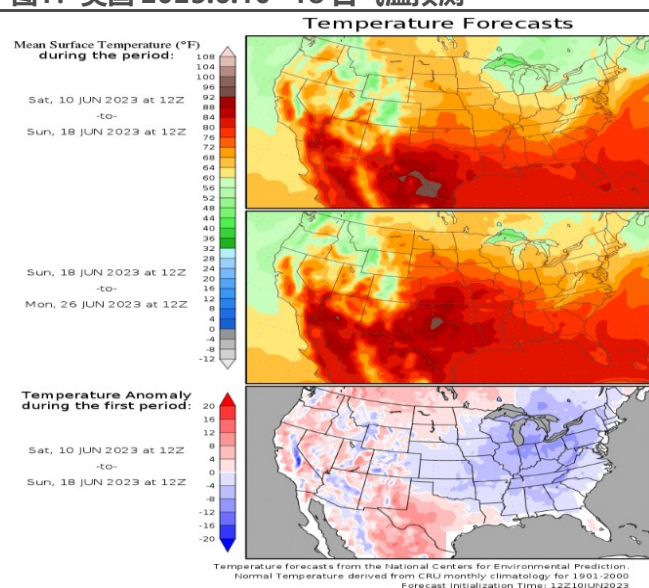 Temperature Forecasts
Mean Surface Temperature (°F)
during the period:
Sat, 10 JUN 2023 at 12Z
-to-
Sun, 18 JUN 2023 at 12Z
108
104
100
96
92
88
84
80
76
72
68
64
60
56
52
48
44
40
36
32
28
24
20
16
12
8
4
0
-4
-8
-12
Sun, 18 JUN 2023 at 12Z
-to-
Mon, 26 JUN 2023 at 12Z
Temperature Anomaly
during the first period:
Sat, 10 JUN 2023 at 12Z
-to-
Sun, 18 JUN 2023 at 12Z
20
16
12
8
4
0
-4
-8
-12
-16
-20
Temperature forecasts from the National Centers for Environmental Prediction.
Normal Temperature derived from CRU monthly climatology for 1901-2000
Forecast Initialization Time: 12Z10JUN2023